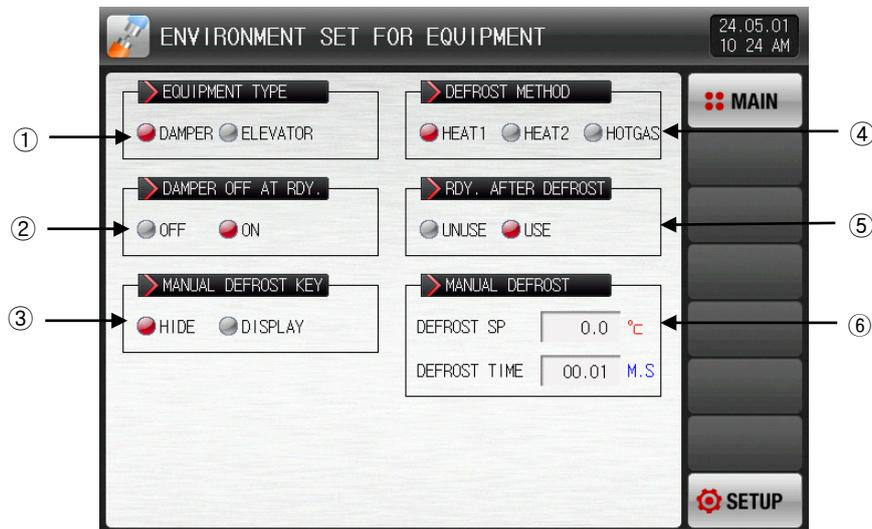 ENVIRONMENT SET FOR EQUIPMENT
24.05.01
10 24 AM
EQUIPMENT TYPE
① DAMPER ELEVATOR
DEFROST METHOD
HEAT1 HEAT2 HOTGAS ④
MAIN
DAMPER OFF AT RDY.
② OFF ON
RDY. AFTER DEFROST
UNUSE USE ⑤
MANUAL DEFROST KEY
③ HIDE DISPLAY
MANUAL DEFROST
DEFROST SP 0.0 ℃ ⑥
DEFROST TIME 00.01 M.S
SETUP